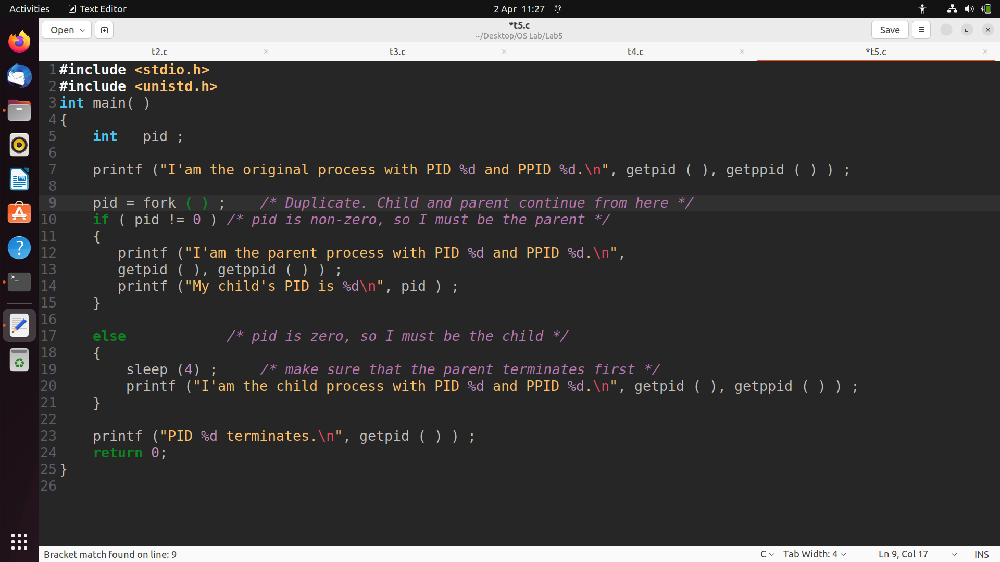 Activities Text Editor 2 Apr 11:27
Open *t5.c Save
~/Desktop/OS Lab/Lab5
t2.c t3.c t4.c *t5.c
1 #include <stdio.h>
2 #include <unistd.h>
3 int main( )
4 {
5     int   pid ;
6
7     printf ("I'am the original process with PID %d and PPID %d.\n", getpid ( ), getppid ( ) ) ;
8
9     pid = fork ( ) ;    /* Duplicate. Child and parent continue from here */
10     if ( pid != 0 ) /* pid is non-zero, so I must be the parent */
11     {
12        printf ("I'am the parent process with PID %d and PPID %d.\n",
13        getpid ( ), getppid ( ) ) ;
14        printf ("My child's PID is %d\n", pid ) ;
15     }
16
17     else            /* pid is zero, so I must be the child */
18     {
19         sleep (4) ;     /* make sure that the parent terminates first */
20         printf ("I'am the child process with PID %d and PPID %d.\n", getpid ( ), getppid ( ) ) ;
21     }
22
23     printf ("PID %d terminates.\n", getpid ( ) ) ;
24     return 0;
25 }
26
Bracket match found on line: 9 C Tab Width: 4 Ln 9, Col 17 INS